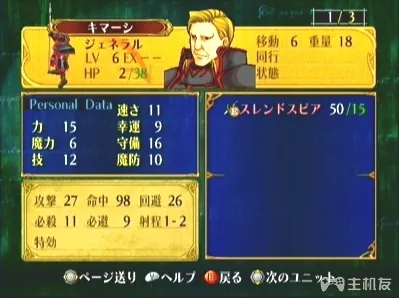 キマーシ
1/3
ジェネラル
移動 6 重量 18
LV 6 EX --
同行
HP 2/38
状態
Personal Data
速さ 11
力 15 幸運 9
魔力 6 守備 16
技 12 魔防 10
E スレンドスピア 50/15
攻撃 27 命中 98 回避 26
必殺 11 必避 9 射程 1-2
特効
ページ送り ヘルプ B 戻る 次のユニット
主机友